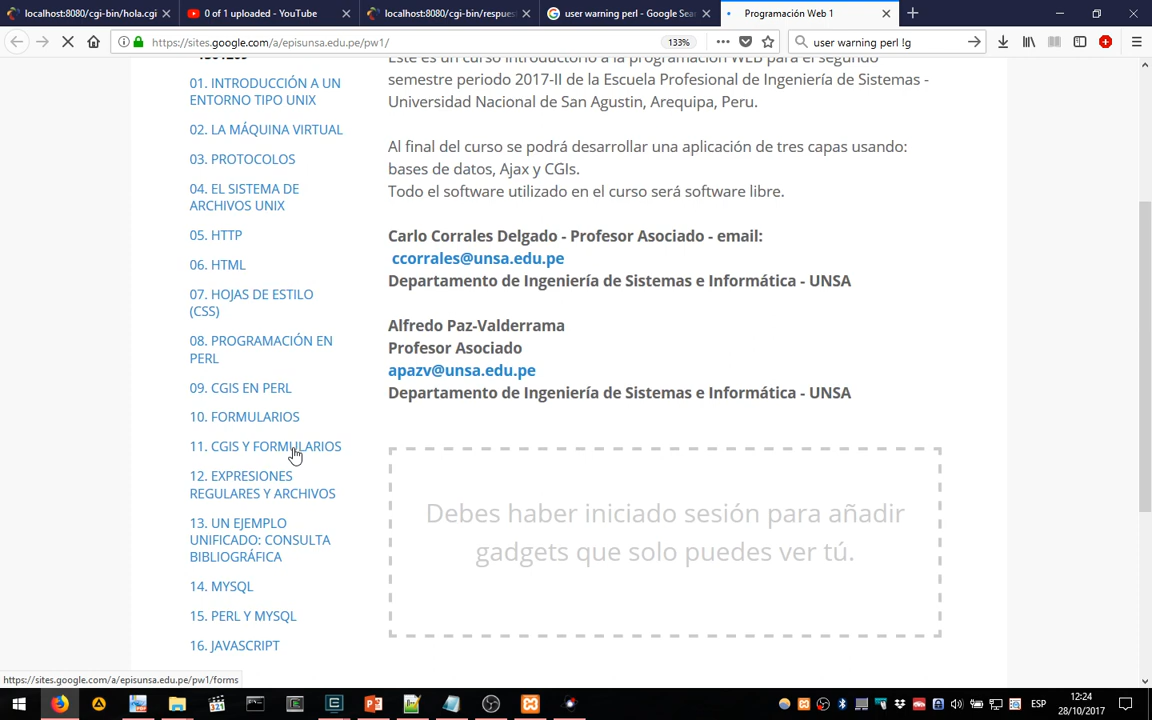 localhost:8080/cgi-bin/hola.cgi
0 of 1 uploaded - YouTube
localhost:8080/cgi-bin/respues
user warning perl - Google Sea
Programación Web 1
https://sites.google.com/a/episunsa.edu.pe/pw1/
133%
user warning perl !g
01. INTRODUCCIÓN A UN
ENTORNO TIPO UNIX
02. LA MÁQUINA VIRTUAL
03. PROTOCOLOS
04. EL SISTEMA DE
ARCHIVOS UNIX
05. HTTP
06. HTML
07. HOJAS DE ESTILO
(CSS)
08. PROGRAMACIÓN EN
PERL
09. CGIS EN PERL
10. FORMULARIOS
11. CGIS Y FORMULARIOS
12. EXPRESIONES
REGULARES Y ARCHIVOS
13. UN EJEMPLO
UNIFICADO: CONSULTA
BIBLIOGRÁFICA
14. MYSQL
15. PERL Y MYSQL
16. JAVASCRIPT
Este es un curso introductorio a la programación WEB para el segundo
semestre periodo 2017-II de la Escuela Profesional de Ingeniería de Sistemas -
Universidad Nacional de San Agustin, Arequipa, Peru.
Al final del curso se podrá desarrollar una aplicación de tres capas usando:
bases de datos, Ajax y CGIs.
Todo el software utilizado en el curso será software libre.
Carlo Corrales Delgado - Profesor Asociado - email:
ccorrales@unsa.edu.pe
Departamento de Ingeniería de Sistemas e Informática - UNSA
Alfredo Paz-Valderrama
Profesor Asociado
apazv@unsa.edu.pe
Departamento de Ingeniería de Sistemas e Informática - UNSA
Debes haber iniciado sesión para añadir
gadgets que solo puedes ver tú.
https://sites.google.com/a/episunsa.edu.pe/pw1/forms
ESP
12:24
28/10/2017